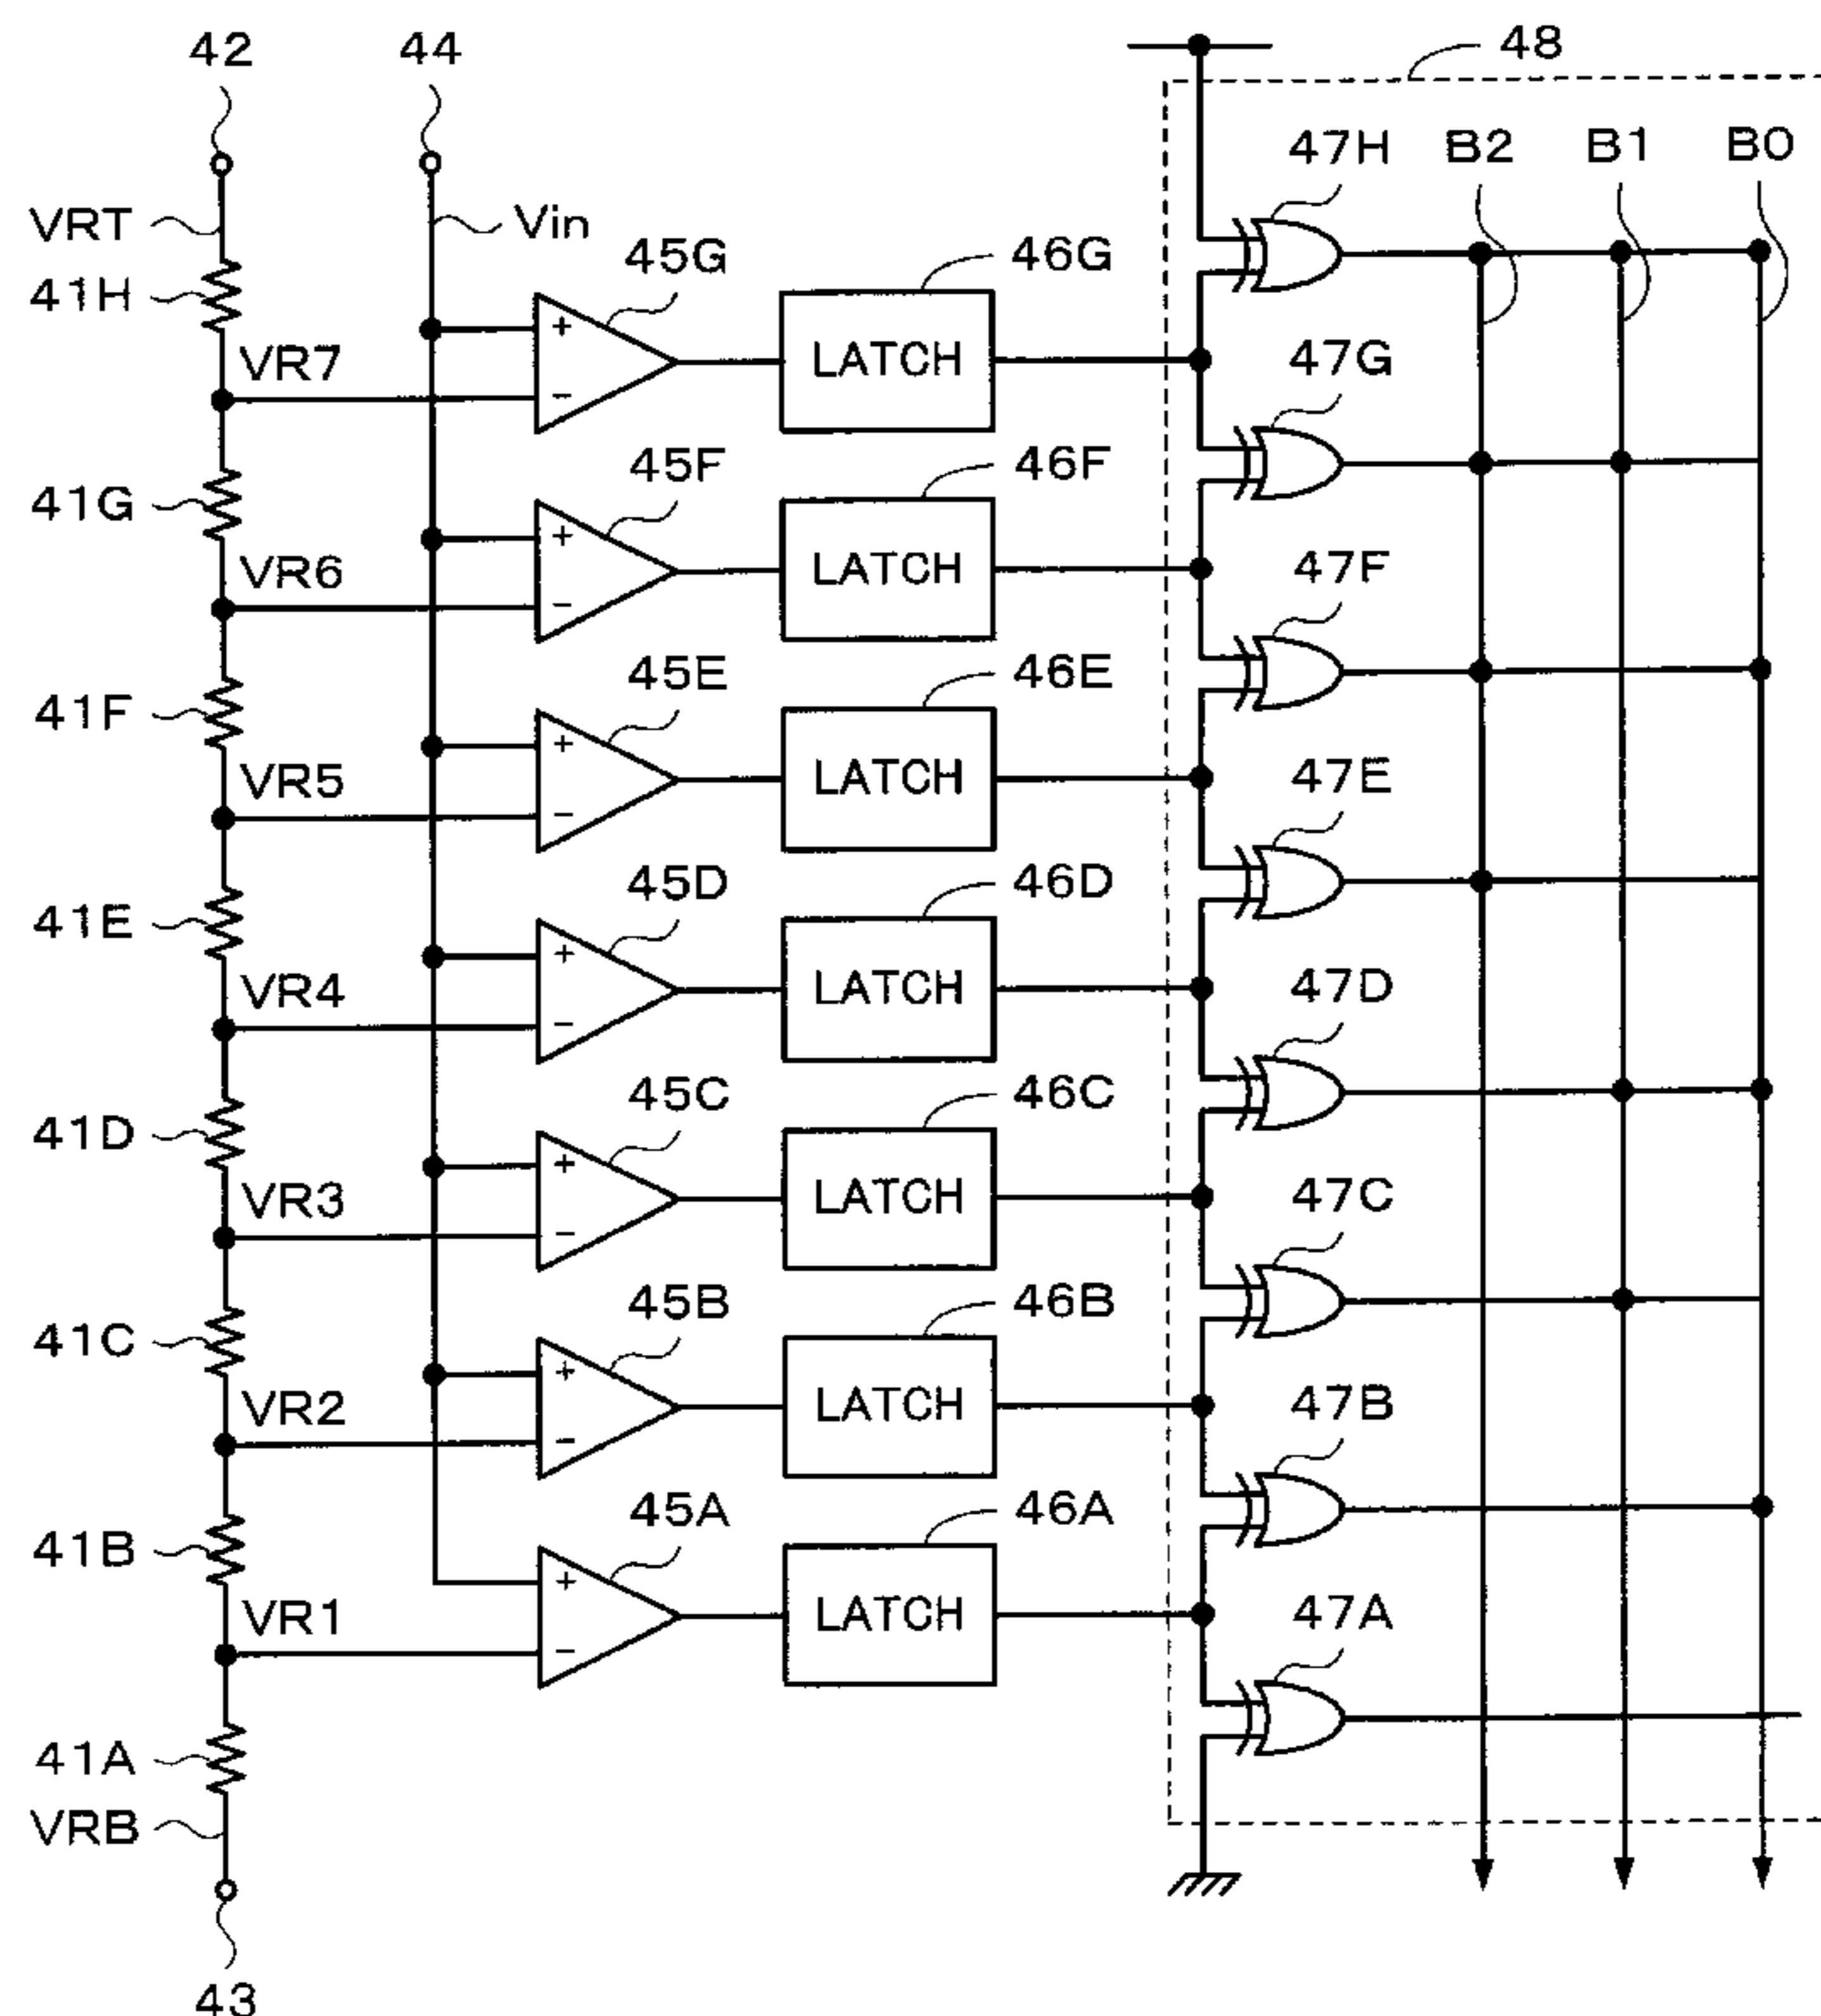 42
44
48
47H
B2
B1
B0
VRT
Vin
45G
46G
41H
VR7
+
−
LATCH
47G
45F
46F
41G
VR6
+
−
LATCH
47F
45E
46E
41F
VR5
+
−
LATCH
47E
45D
46D
41E
VR4
+
−
LATCH
47D
45C
46C
41D
VR3
+
−
LATCH
47C
45B
46B
41C
VR2
+
−
LATCH
47B
45A
46A
41B
VR1
+
−
LATCH
47A
41A
VRB
43